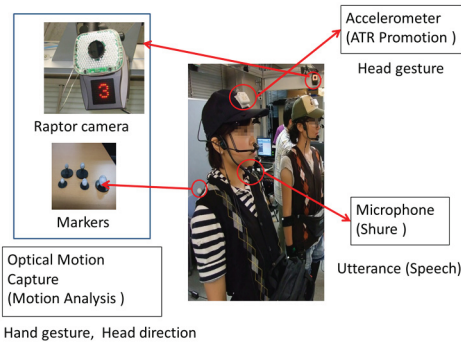 Accelerometer
(ATR Promotion )
Head gesture
3
Raptor camera
Markers
Microphone
(Shure )
Utterance (Speech)
Optical Motion
Capture
(Motion Analysis )
Hand gesture, Head direction